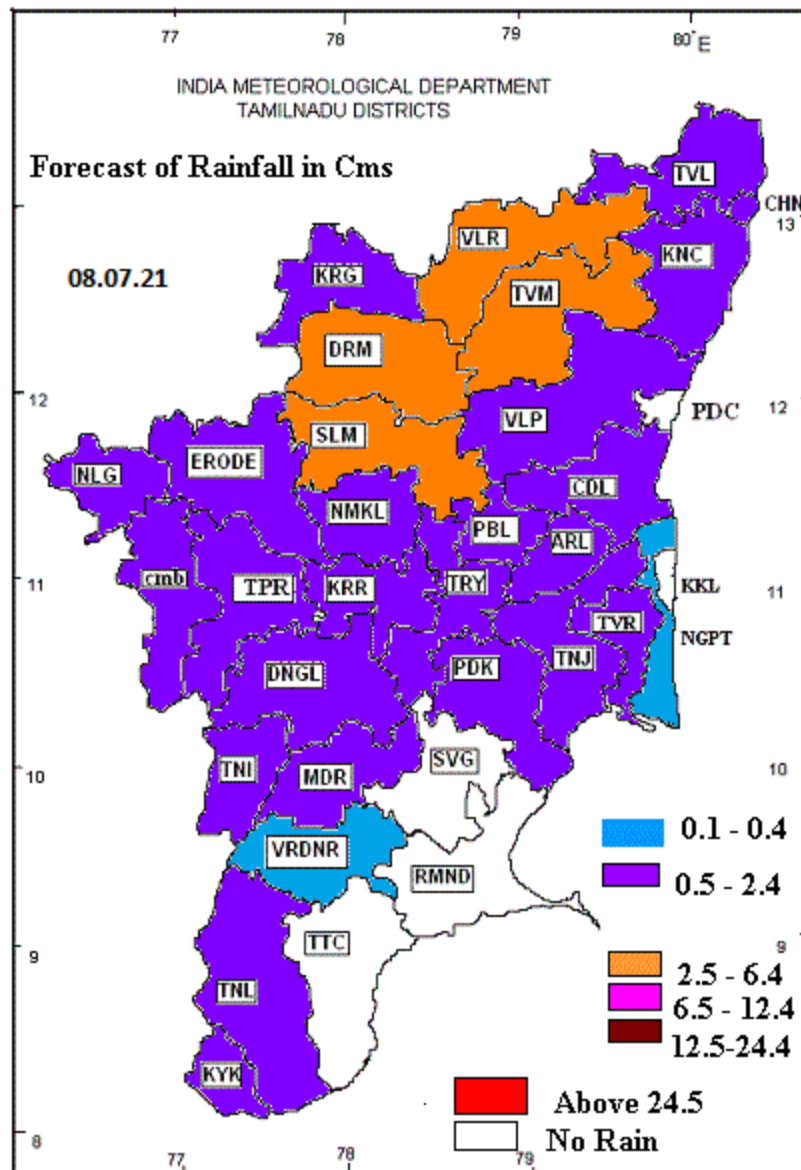 77 78 79 80° E
INDIA METEOROLOGICAL DEPARTMENT
TAMILNADU DISTRICTS
Forecast of Rainfall in Cms
TVL
CHN
13
VLR
KNC
KRG
08.07.21
TVM
DRM
12
12
PDC
VLP
SLM
ERODE
NLG
CDL
NMKL
PBL
ARL
11
cmb
TPR
KRR
TRY
KKL
11
TVR
NGPT
DNGL
PDK
TNJ
10
TNI
MDR
SVG
10
0.1 - 0.4
VRDNR
RMND
0.5 - 2.4
9
TTC
9
2.5 - 6.4
TNL
6.5 - 12.4
12.5-24.4
KYK
Above 24.5
8
No Rain
77 78 79